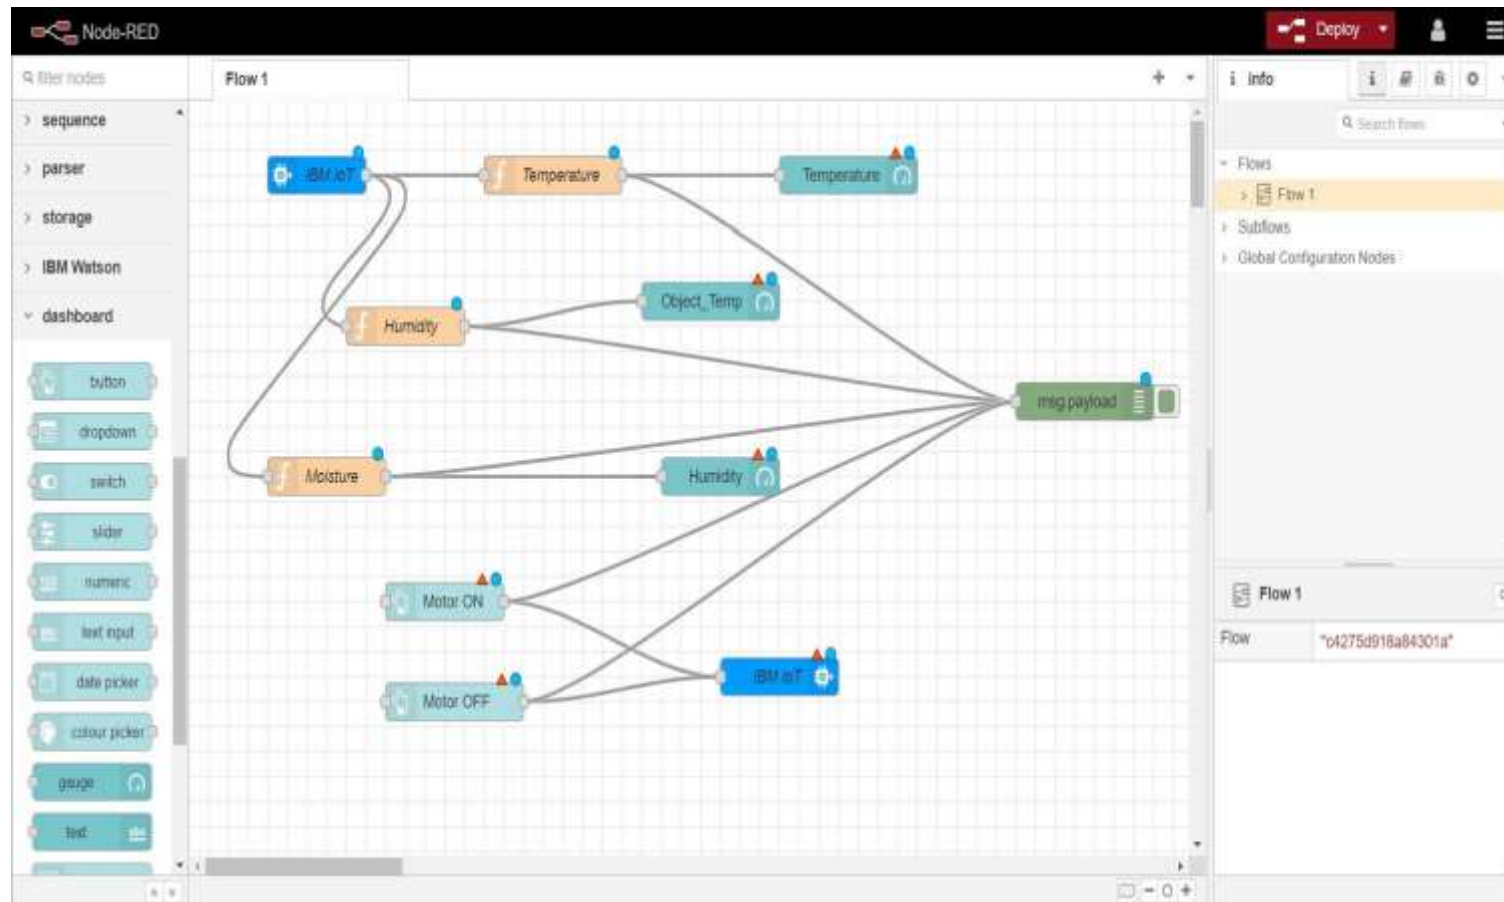 Node-RED
Deploy
filter nodes
Flow 1
sequence
parser
storage
IBM Watson
dashboard
button
dropdown
switch
slider
numeric
text input
date picker
colour picker
gauge
text
IBM IoT
Temperature
Temperature
Humidity
Object_Temp
msg.payload
Moisture
Humidity
Motor ON
Motor OFF
IBM IoT
i info
i
Search flows
Flows
Flow 1
Subflows
Global Configuration Nodes
Flow 1
Flow "c4275d918a84301a"